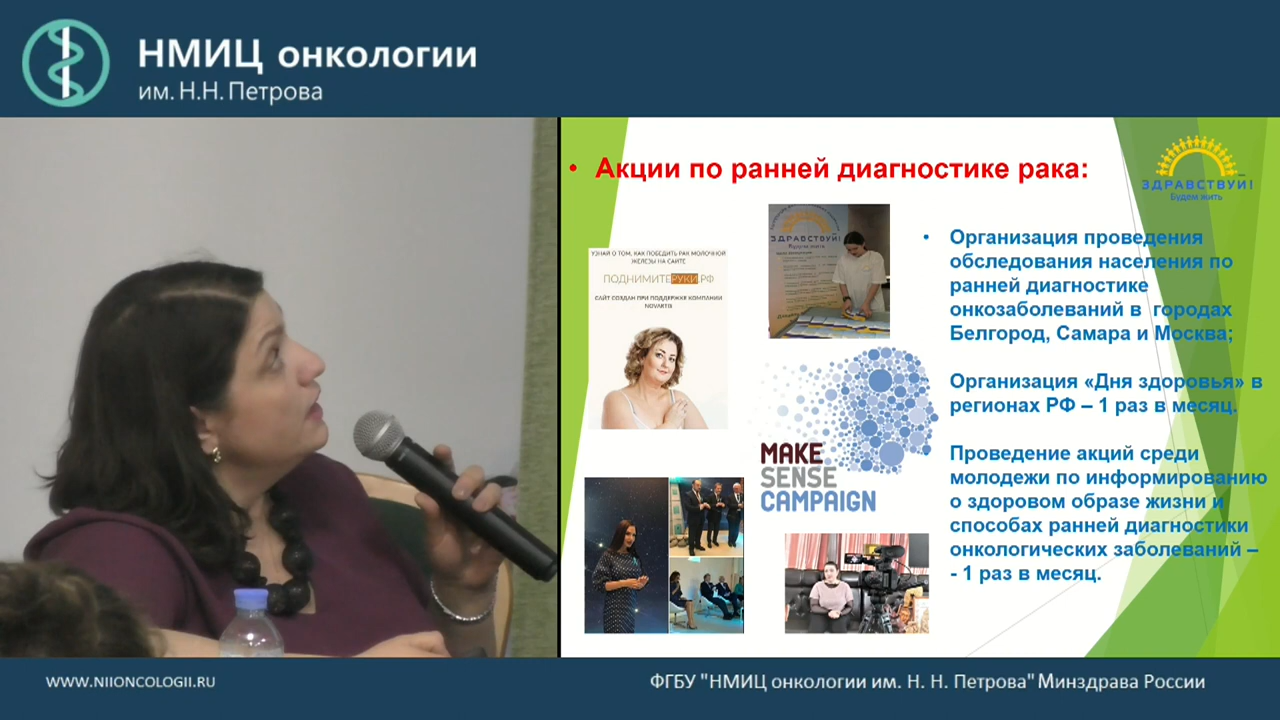 НМИЦ онкологии
им. Н.Н. Петрова
• Акции по ранней диагностике рака:
ЗДРАВСТВУЙ!
Будем жить
УЗНАЙ О ТОМ, КАК ПОБЕДИТЬ РАК МОЛОЧНОЙ
ЖЕЛЕЗЫ НА САЙТЕ
ПОДНИМИТЕРУКИ.РФ
САЙТ СОЗДАН ПРИ ПОДДЕРЖКЕ КОМПАНИИ
NOVARTIS
ЗДРАВСТВУЙ!
MAKE
SENSE
CAMPAIGN
• Организация проведения
обследования населения по
ранней диагностике
онкозаболеваний в городах
Белгород, Самара и Москва;
Организация «Дня здоровья» в
регионах РФ – 1 раз в месяц.
Проведение акций среди
молодежи по информированию
о здоровом образе жизни и
способах ранней диагностики
онкологических заболеваний –
- 1 раз в месяц.
WWW.NIIONCOLOGII.RU
ФГБУ "НМИЦ онкологии им. Н. Н. Петрова" Минздрава России